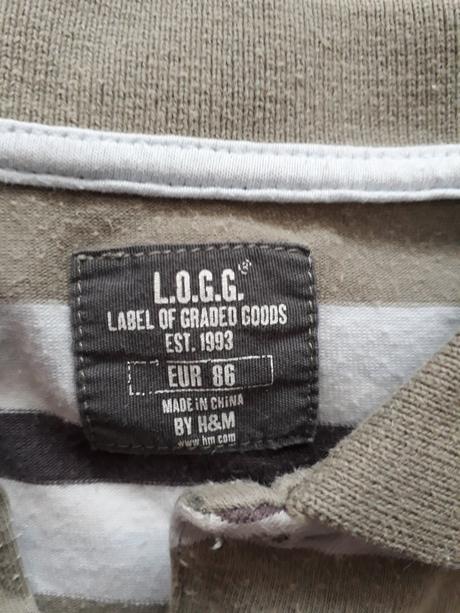 L.O.G.G.®
LABEL OF GRADED GOODS
EST. 1993
EUR 86
MADE IN CHINA
BY H&M
www.hm.com